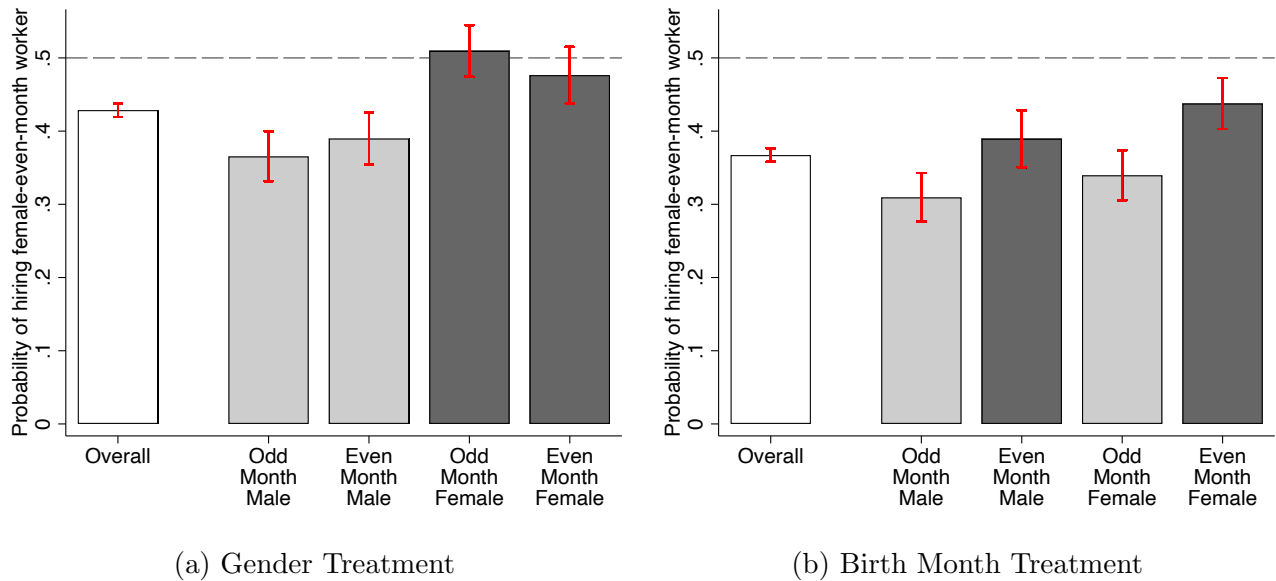 Probability of hiring female-even-month worker
.5
.4
.3
.2
.1
0
Overall
Odd
Month
Male
Even
Month
Male
Odd
Month
Female
Even
Month
Female
(a) Gender Treatment
Probability of hiring female-even-month worker
.5
.4
.3
.2
.1
0
Overall
Odd
Month
Male
Even
Month
Male
Odd
Month
Female
Even
Month
Female
(b) Birth Month Treatment